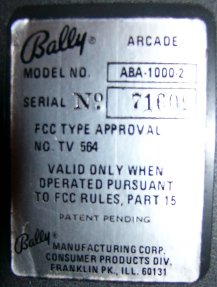 Bally® ARCADE
MODEL NO. ABA-1000-2
SERIAL No
FCC TYPE APPROVAL
NO. TV 564
VALID ONLY WHEN
OPERATED PURSUANT
TO FCC RULES, PART 15
PATENT PENDING
Bally®
MANUFACTURING CORP.
CONSUMER PRODUCTS DIV.
FRANKLIN PK., ILL. 60131